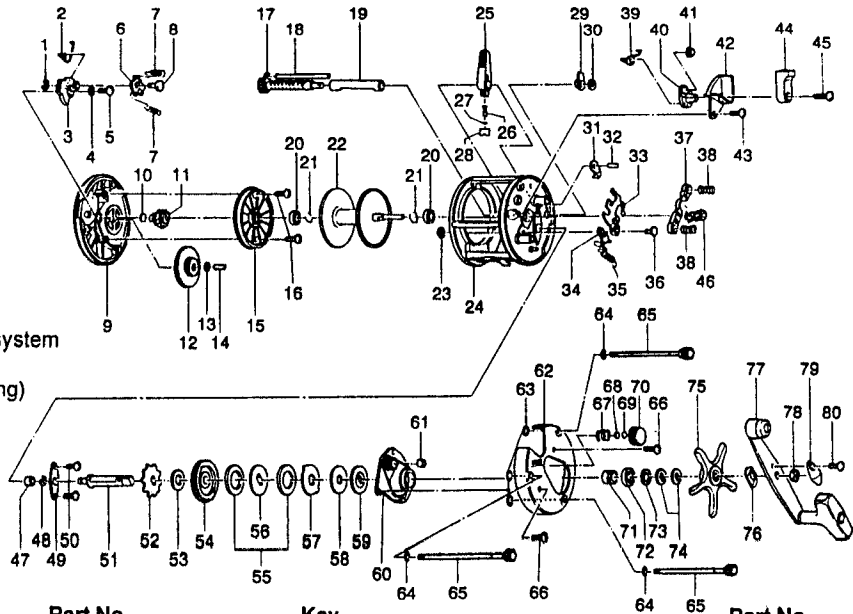 1 2 3 4 5 6 7 7 8
17 18 19 25 29 30 39 40 41 42 44 45
27 26 28 31 32 33 37 38 43
10 11 20 21 22 21 20
9 12 13 14 15 16 23 24 34 35 36 38 46
System
ng)
64 65
61 62 63 67 68 69 70 66 75 77 78 79 80
47 48 49 50 51 52 53 54 55 56 57 58 59 60 64 65 66 71 72 73 74 76
64 65
Part No. Key Part No.